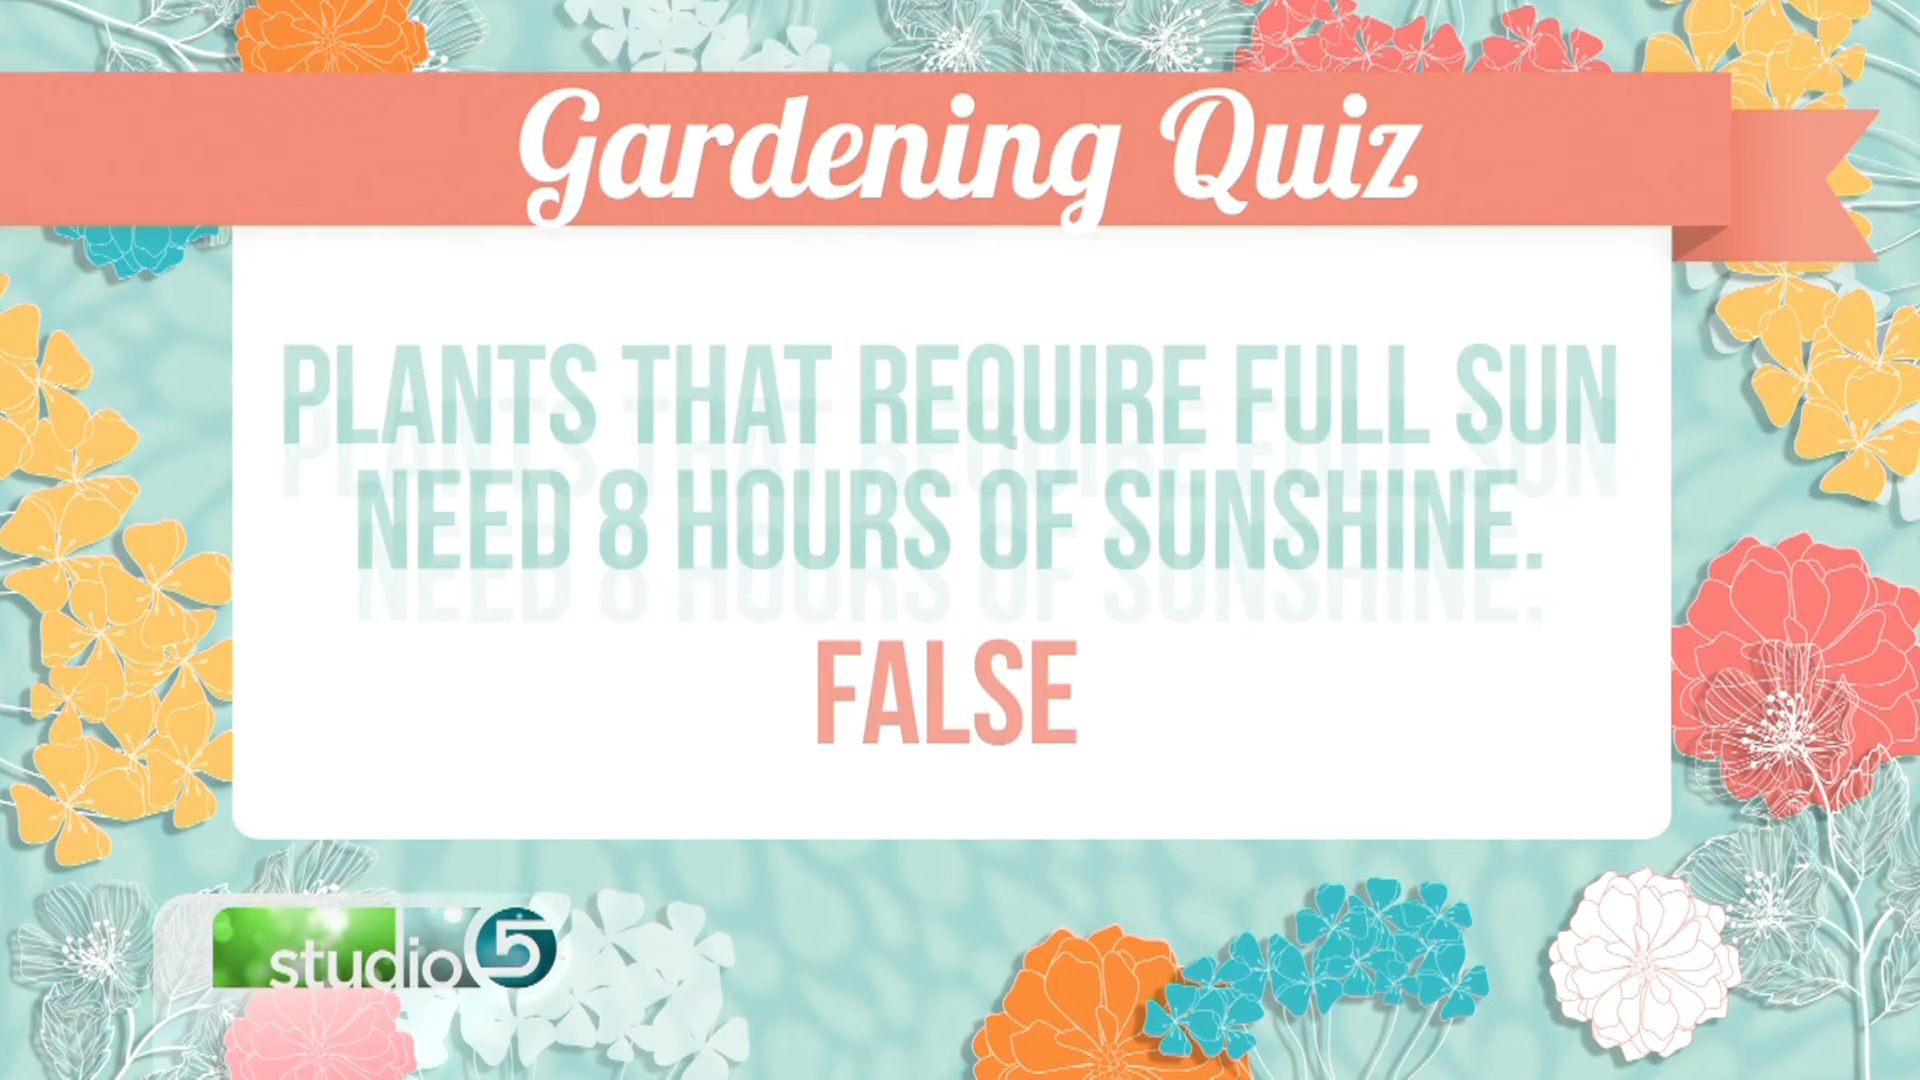 Gardening Quiz
PLANTS THAT REQUIRE FULL SUN
NEED 8 HOURS OF SUNSHINE.
FALSE
studio 5